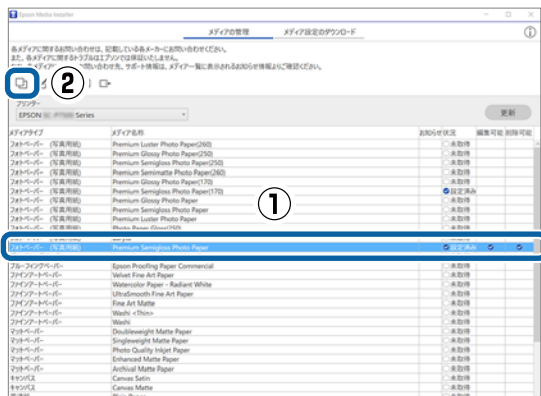 Epson Media Installer
メディアの管理 メディア設定のダウンロード
各メディアに関するお問い合わせは、記載している各メーカーにお問い合わせください。
また、各メディアに関するトラブルはエプソンでは保証いたしません。
問い合わせ先、サポート情報は、メディア一覧に表示されるお知らせ情報よりご確認ください。
②
プリンター
EPSON Series 更新
メディアタイプ メディア名称 お知らせ 状況 編集可能 削除可能
フォトペーパー (写真用紙) Premium Luster Photo Paper(260) 未取得
フォトペーパー (写真用紙) Premium Glossy Photo Paper(250) 未取得
フォトペーパー (写真用紙) Premium Semigloss Photo Paper(250) 未取得
フォトペーパー (写真用紙) Premium Semimatte Photo Paper(260) 未取得
フォトペーパー (写真用紙) Premium Glossy Photo Paper(170) 未取得
フォトペーパー (写真用紙) Premium Semigloss Photo Paper(170) 設定済み
フォトペーパー (写真用紙) Premium Glossy Photo Paper 未取得
フォトペーパー (写真用紙) Premium Semigloss Photo Paper 未取得
フォトペーパー (写真用紙) Premium Luster Photo Paper 未取得
フォトペーパー (写真用紙) Photo Paper Gloss(250) 未取得
①
フォトペーパー (写真用紙) Premium Semigloss Photo Paper 設定済み
プルーフィングペーパー Epson Proofing Paper Commercial 未取得
ファインアートペーパー Velvet Fine Art Paper 未取得
ファインアートペーパー Watercolor Paper - Radiant White 未取得
ファインアートペーパー UltraSmooth Fine Art Paper 未取得
ファインアートペーパー Fine Art Matte 未取得
ファインアートペーパー Washi <Thin> 未取得
ファインアートペーパー Washi 未取得
マットペーパー Doubleweight Matte Paper 未取得
マットペーパー Singleweight Matte Paper 未取得
マットペーパー Photo Quality Inkjet Paper 未取得
マットペーパー Enhanced Matte Paper 未取得
マットペーパー Archival Matte Paper 未取得
キャンバス Canvas Satin 未取得
キャンバス Canvas Matte 未取得